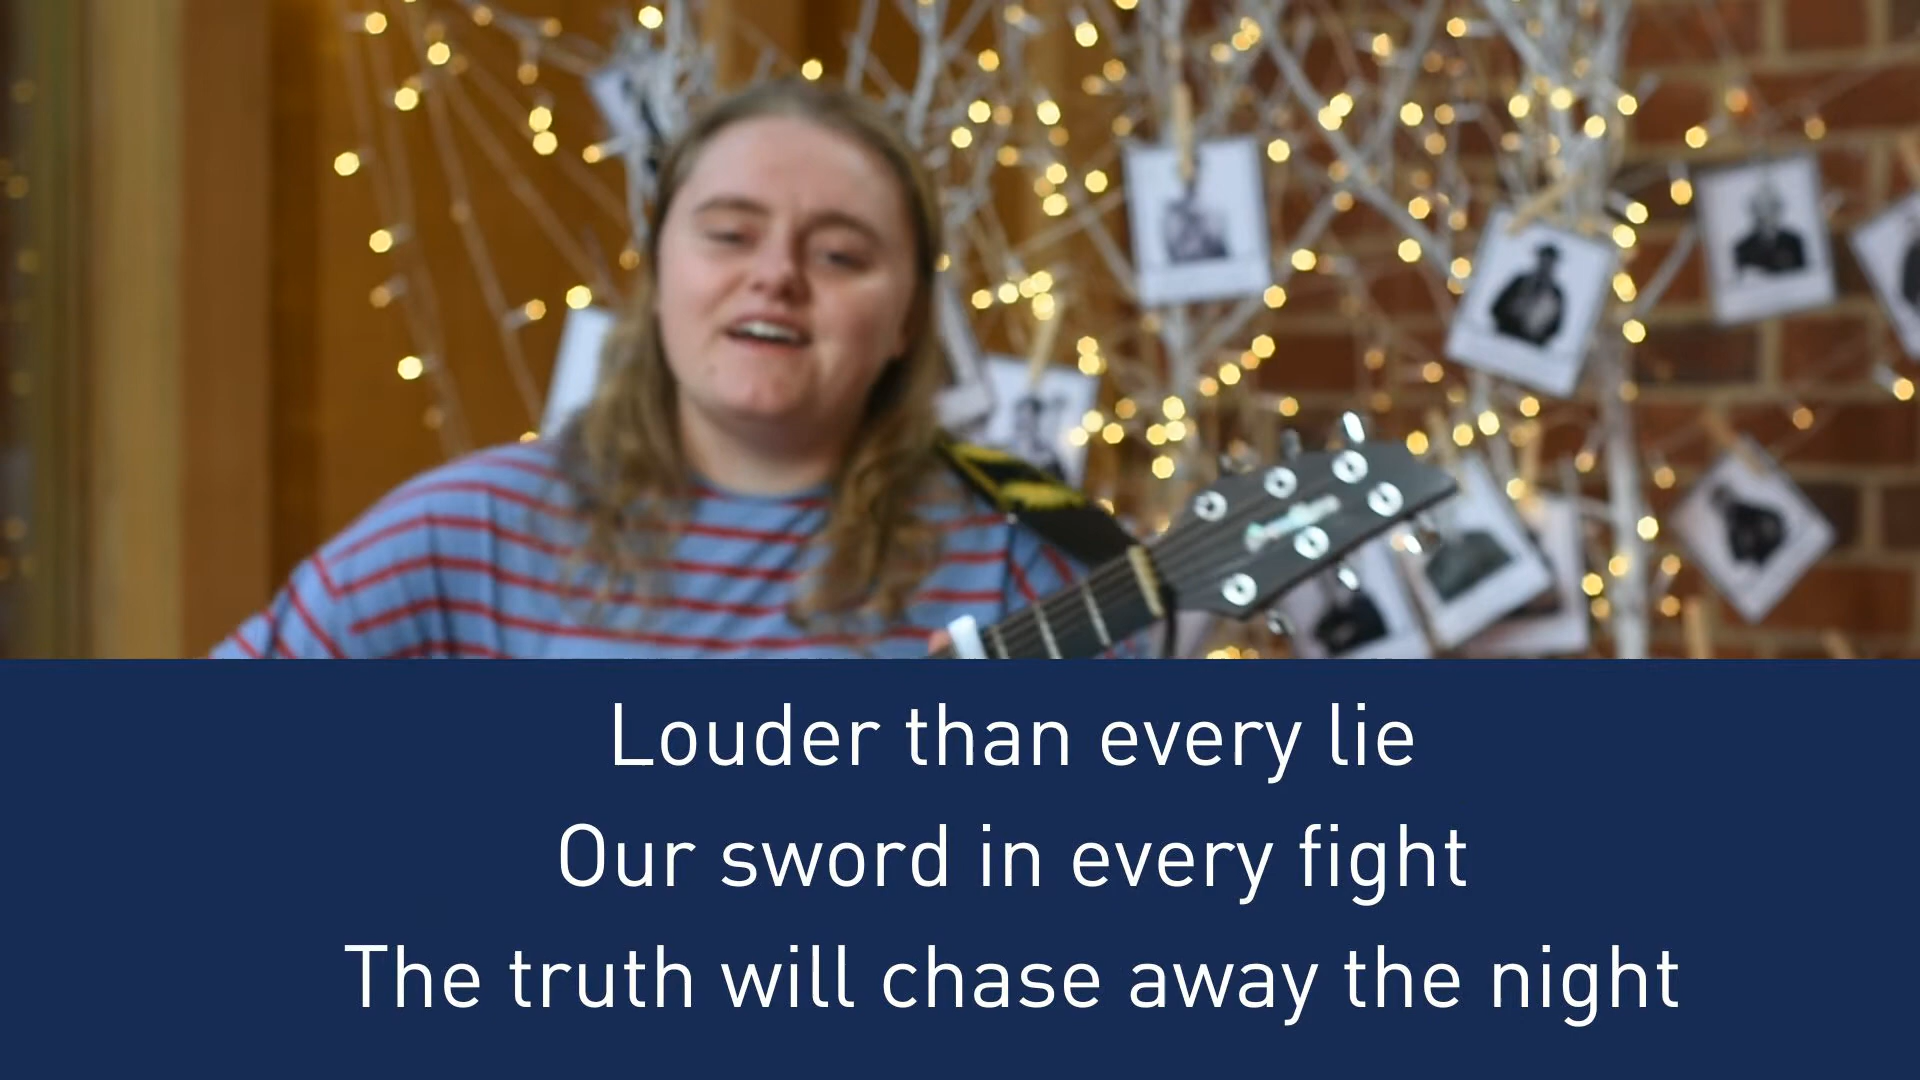 Louder than every lie
Our sword in every fight
The truth will chase away the night